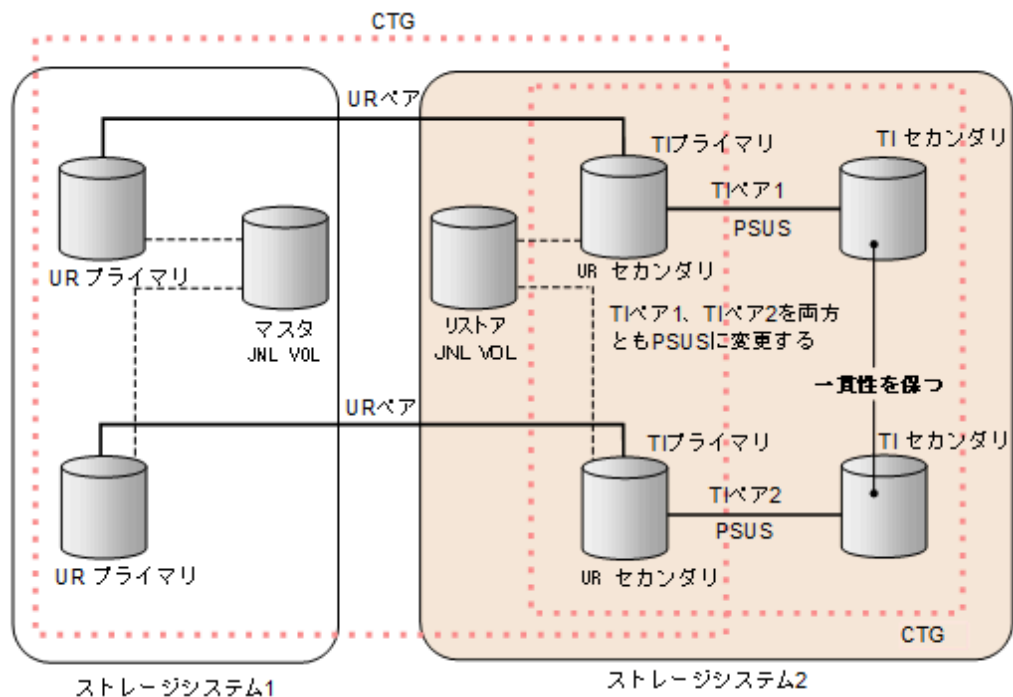 CTG
URペア
TIプライマリ
TI セカンダリ
TIペア1
PSUS
UR プライマリ
UR セカンダリ
マスタ
JNL VOL
リストア
JNL VOL
TIペア1、TIペア2を両方
ともPSUSに変更する
一貫性を保つ
URペア
TIプライマリ
TI セカンダリ
TIペア2
PSUS
UR プライマリ
UR セカンダリ
CTG
ストレージシステム1
ストレージシステム2